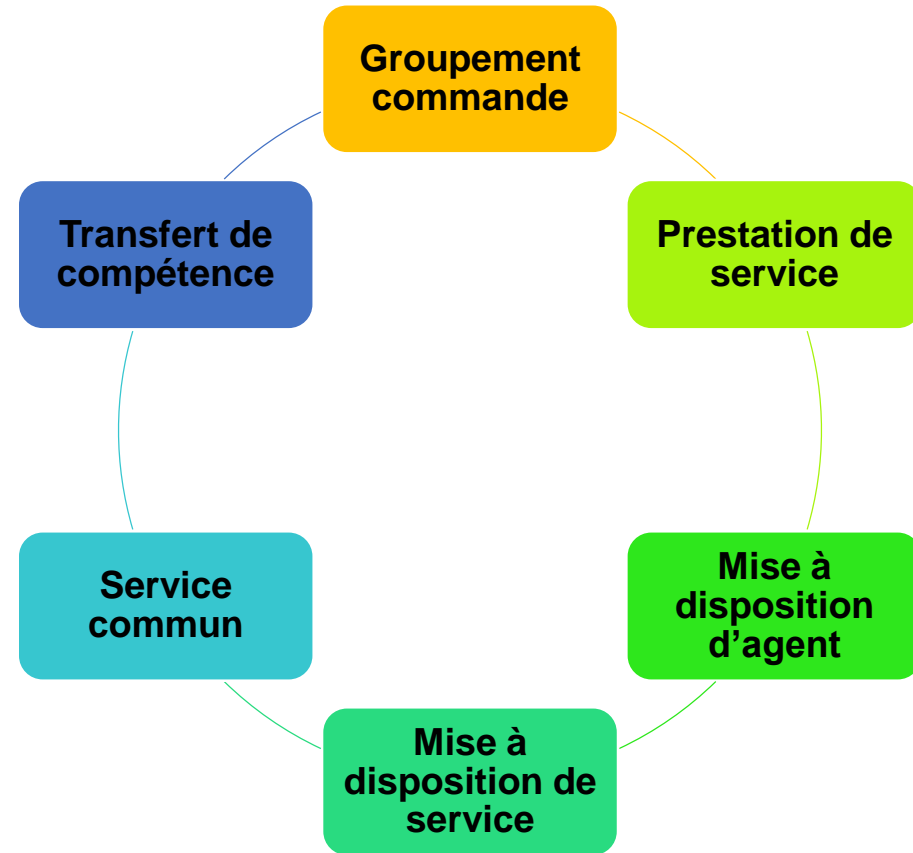 Groupement
commande
Prestation de
service
Mise à
disposition
d’agent
Mise à
disposition de
service
Service
commun
Transfert de
compétence